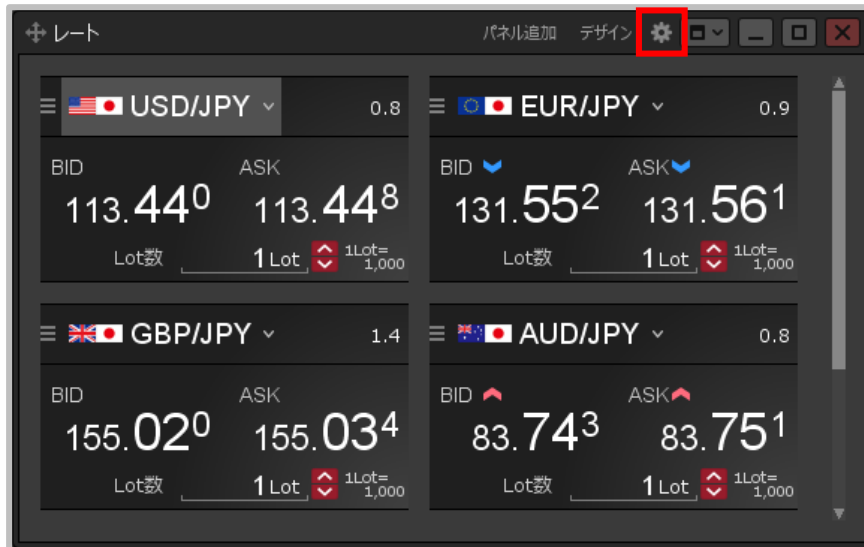 レート パネル追加 デザイン
USD/JPY 0.8
BID ASK
113.440 113.448
Lot数 1 Lot 1Lot=
1,000
EUR/JPY 0.9
BID ASK
131.552 131.561
Lot数 1 Lot 1Lot=
1,000
GBP/JPY 1.4
BID ASK
155.020 155.034
Lot数 1 Lot 1Lot=
1,000
AUD/JPY 0.8
BID ASK
83.743 83.751
Lot数 1 Lot 1Lot=
1,000